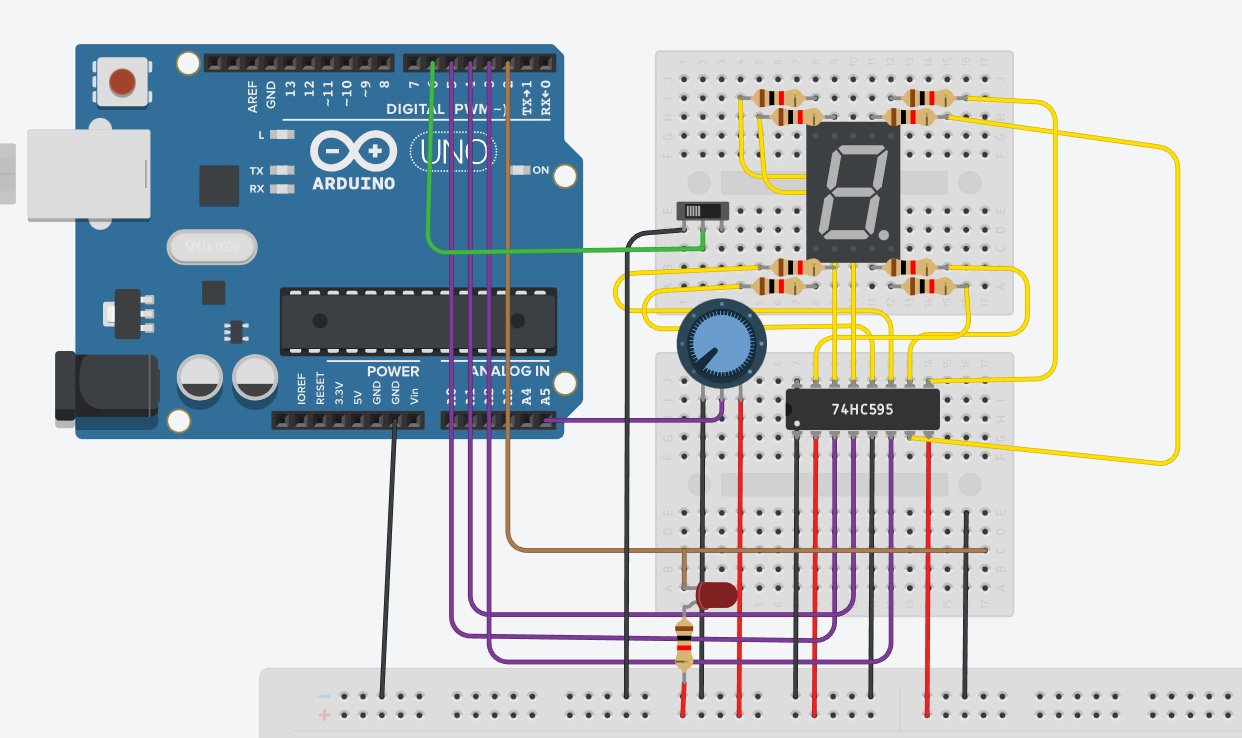 AREF
GND
13
12
~11
~10
~9
8
7
6
5
4
3
2
TX→1
RX←0
DIGITAL (PWM ~)
L
TX
RX
UNO
ARDUINO
ON
SPK16.000G
POWER
ANALOG IN
IOREF
RESET
3.3V
5V
GND
GND
Vin
A0
A1
A2
A3
A4
A5
74HC595
J
I
H
G
F
E
D
C
B
A
J
I
H
G
F
E
D
C
B
A
−
+